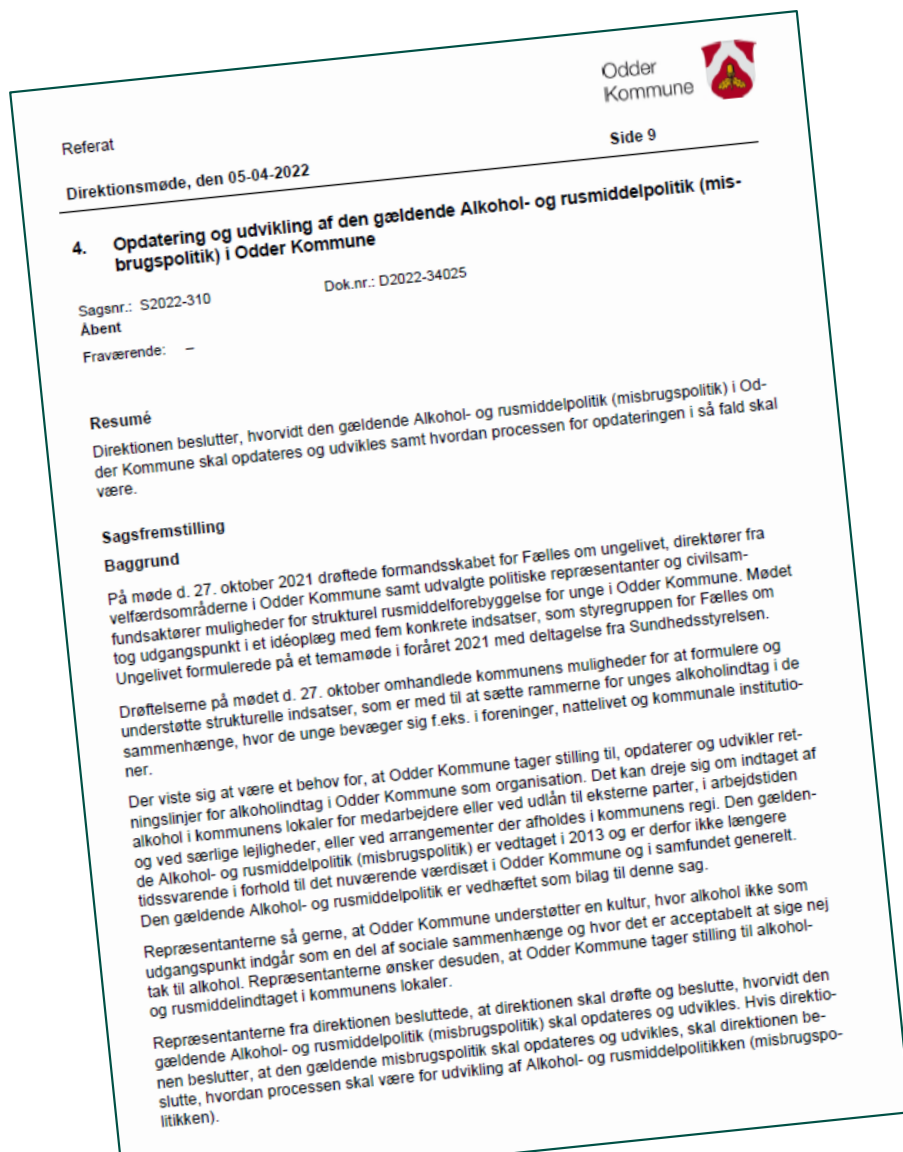 Odder
Kommune
Referat
Side 9
Direktionsmøde, den 05-04-2022
4. Opdatering og udvikling af den gældende Alkohol- og rusmiddelpolitik (mis-
brugspolitik) i Odder Kommune
Sagsnr.: S2022-310 Dok.nr.: D2022-34025
Åbent
Fraværende: –
Resumé
Direktionen beslutter, hvorvidt den gældende Alkohol- og rusmiddelpolitik (misbrugspolitik) i Od-
der Kommune skal opdateres og udvikles samt hvordan processen for opdateringen i så fald skal
være.
Sagsfremstilling
Baggrund
På møde d. 27. oktober 2021 drøftede formandsskabet for Fælles om ungelivet, direktører fra
velfærdsområderne i Odder Kommune samt udvalgte politiske repræsentanter og civilsam-
fundsaktører muligheder for strukturel rusmiddelforebyggelse for unge i Odder Kommune. Mødet
tog udgangspunkt i et idéoplæg med fem konkrete indsatser, som styregruppen for Fælles om
Ungelivet formulerede på et temamøde i foråret 2021 med deltagelse fra Sundhedsstyrelsen.
Drøftelserne på mødet d. 27. oktober omhandlede kommunens muligheder for at formulere og
understøtte strukturelle indsatser, som er med til at sætte rammerne for unges alkoholindtag i de
sammenhænge, hvor de unge bevæger sig f.eks. i foreninger, nattelivet og kommunale institutio-
ner.
Der viste sig at være et behov for, at Odder Kommune tager stilling til, opdaterer og udvikler ret-
ningslinjer for alkoholindtag i Odder Kommune som organisation. Det kan dreje sig om indtaget af
alkohol i kommunens lokaler for medarbejdere eller ved udlån til eksterne parter, i arbejdstiden
og ved særlige lejligheder, eller ved arrangementer der afholdes i kommunens regi. Den gælden-
de Alkohol- og rusmiddelpolitik (misbrugspolitik) er vedtaget i 2013 og er derfor ikke længere
tidssvarende i forhold til det nuværende værdisæt i Odder Kommune og i samfundet generelt.
Den gældende Alkohol- og rusmiddelpolitik er vedhæftet som bilag til denne sag.
Repræsentanterne så gerne, at Odder Kommune understøtter en kultur, hvor alkohol ikke som
udgangspunkt indgår som en del af sociale sammenhænge og hvor det er acceptabelt at sige nej
tak til alkohol. Repræsentanterne ønsker desuden, at Odder Kommune tager stilling til alkohol-
og rusmiddelindtaget i kommunens lokaler.
Repræsentanterne fra direktionen besluttede, at direktionen skal drøfte og beslutte, hvorvidt den
gældende Alkohol- og rusmiddelpolitik (misbrugspolitik) skal opdateres og udvikles. Hvis direktio-
nen beslutter, at den gældende misbrugspolitik skal opdateres og udvikles, skal direktionen be-
slutte, hvordan processen skal være for udvikling af Alkohol- og rusmiddelpolitikken (misbrugspo-
litikken).